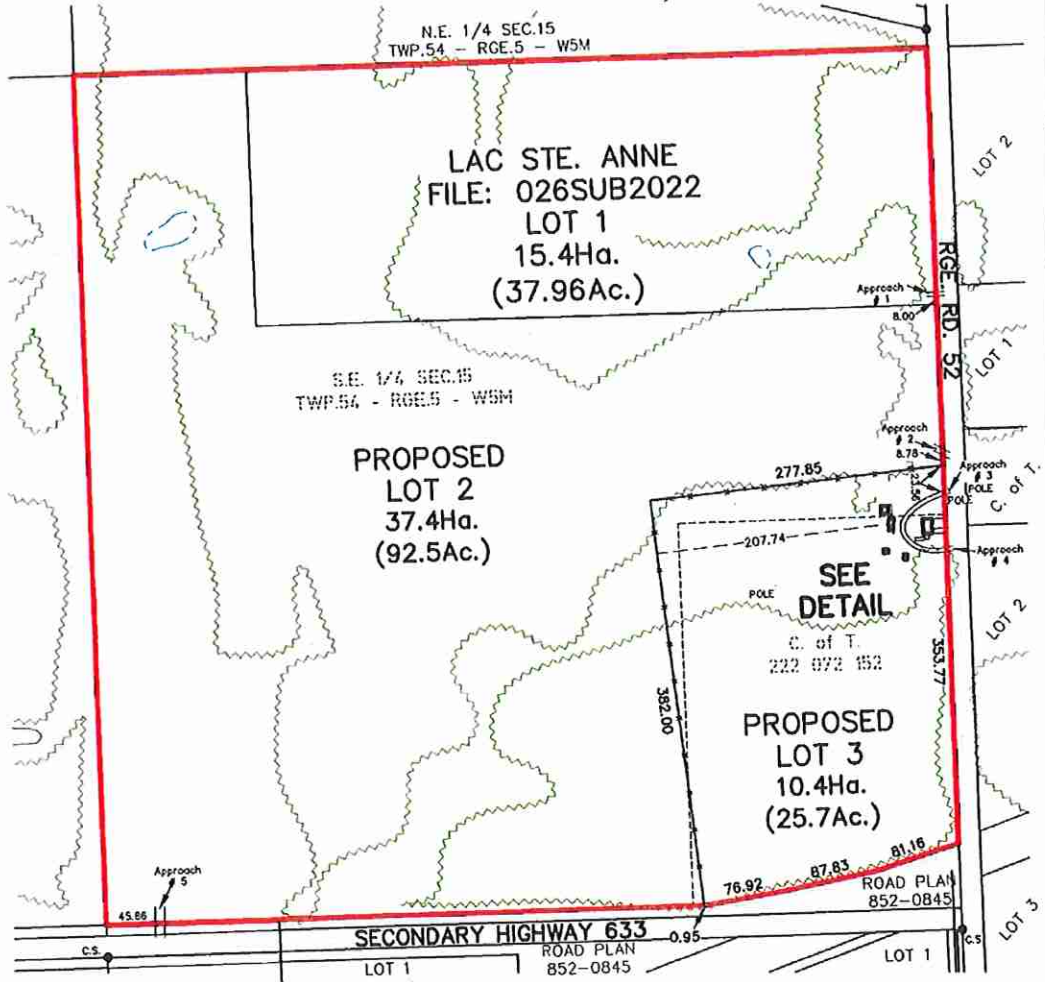 N.E. 1/4 SEC.15
TWP.54 - RGE.5 - W5M
LAC STE. ANNE
FILE: 026SUB2022
LOT 1
15.4Ha.
(37.96Ac.)
LOT 2
RGE. RD. 52
Approach
# 1
8.00
LOT 1
S.E. 1/4 SEC.15
TWP.54 - RGE.5 - W5M
PROPOSED
LOT 2
37.4Ha.
(92.5Ac.)
Approach
# 2
8.78
277.85
Approach
# 3
POLE
POLE
C. of T.
207.74
Approach
# 4
SEE
DETAIL
POLE
C. of T.
222 072 152
LOT 2
353.77
382.00
PROPOSED
LOT 3
10.4Ha.
(25.7Ac.)
76.92
87.83
81.16
ROAD PLAN
852-0845
Approach
5
45.86
SECONDARY HIGHWAY 633
0.95
C.S.
LOT 1
ROAD PLAN
852-0845
LOT 1
C.S
LOT 3